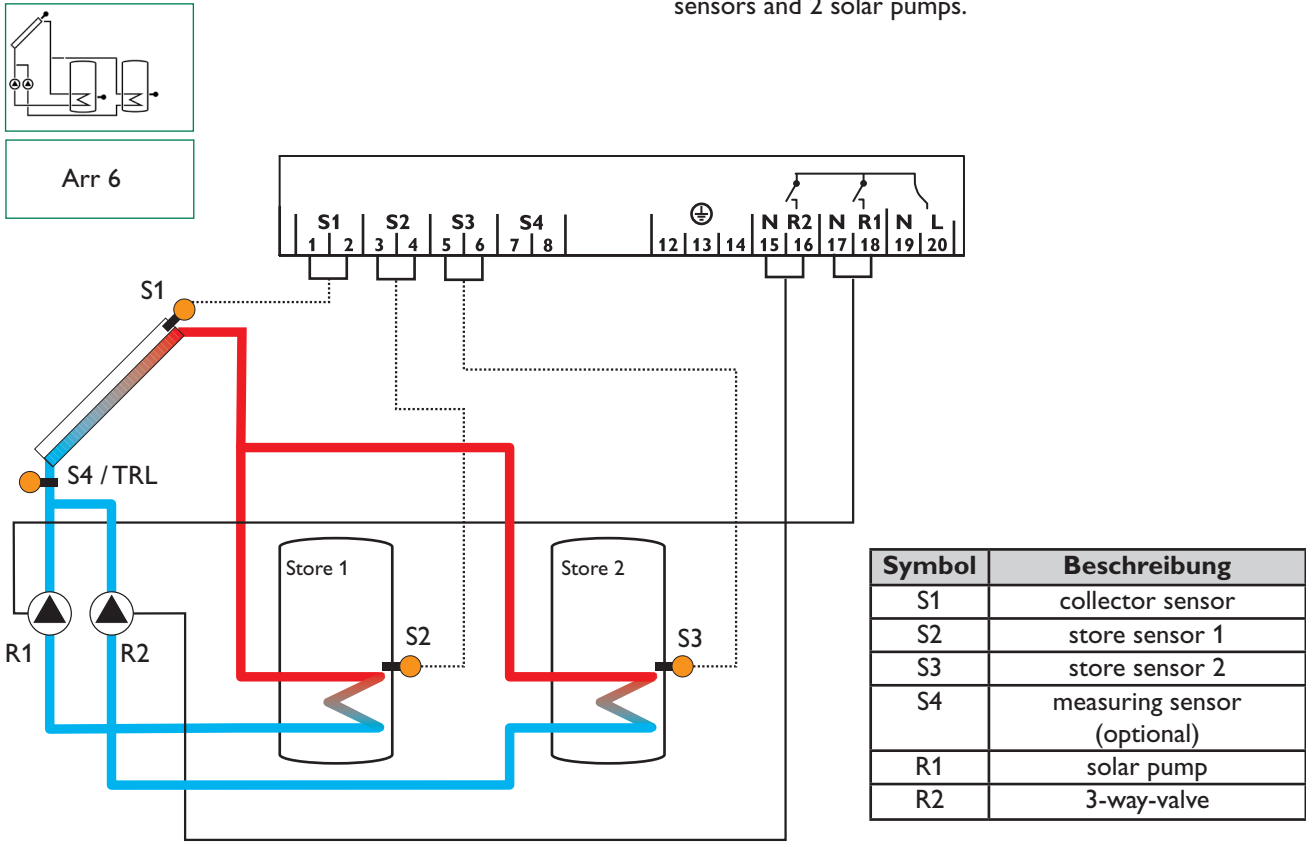 sensors and 2 solar pumps.
Arr 6
S1 S2 S3 S4 N R2 N R1 N L
1 2 3 4 5 6 7 8 12 13 14 15 16 17 18 19 20
S1
S4 / TRL
Store 1
Store 2
S2
S3
R1
R2
Symbol Beschreibung
S1 collector sensor
S2 store sensor 1
S3 store sensor 2
S4 measuring sensor
(optional)
R1 solar pump
R2 3-way-valve